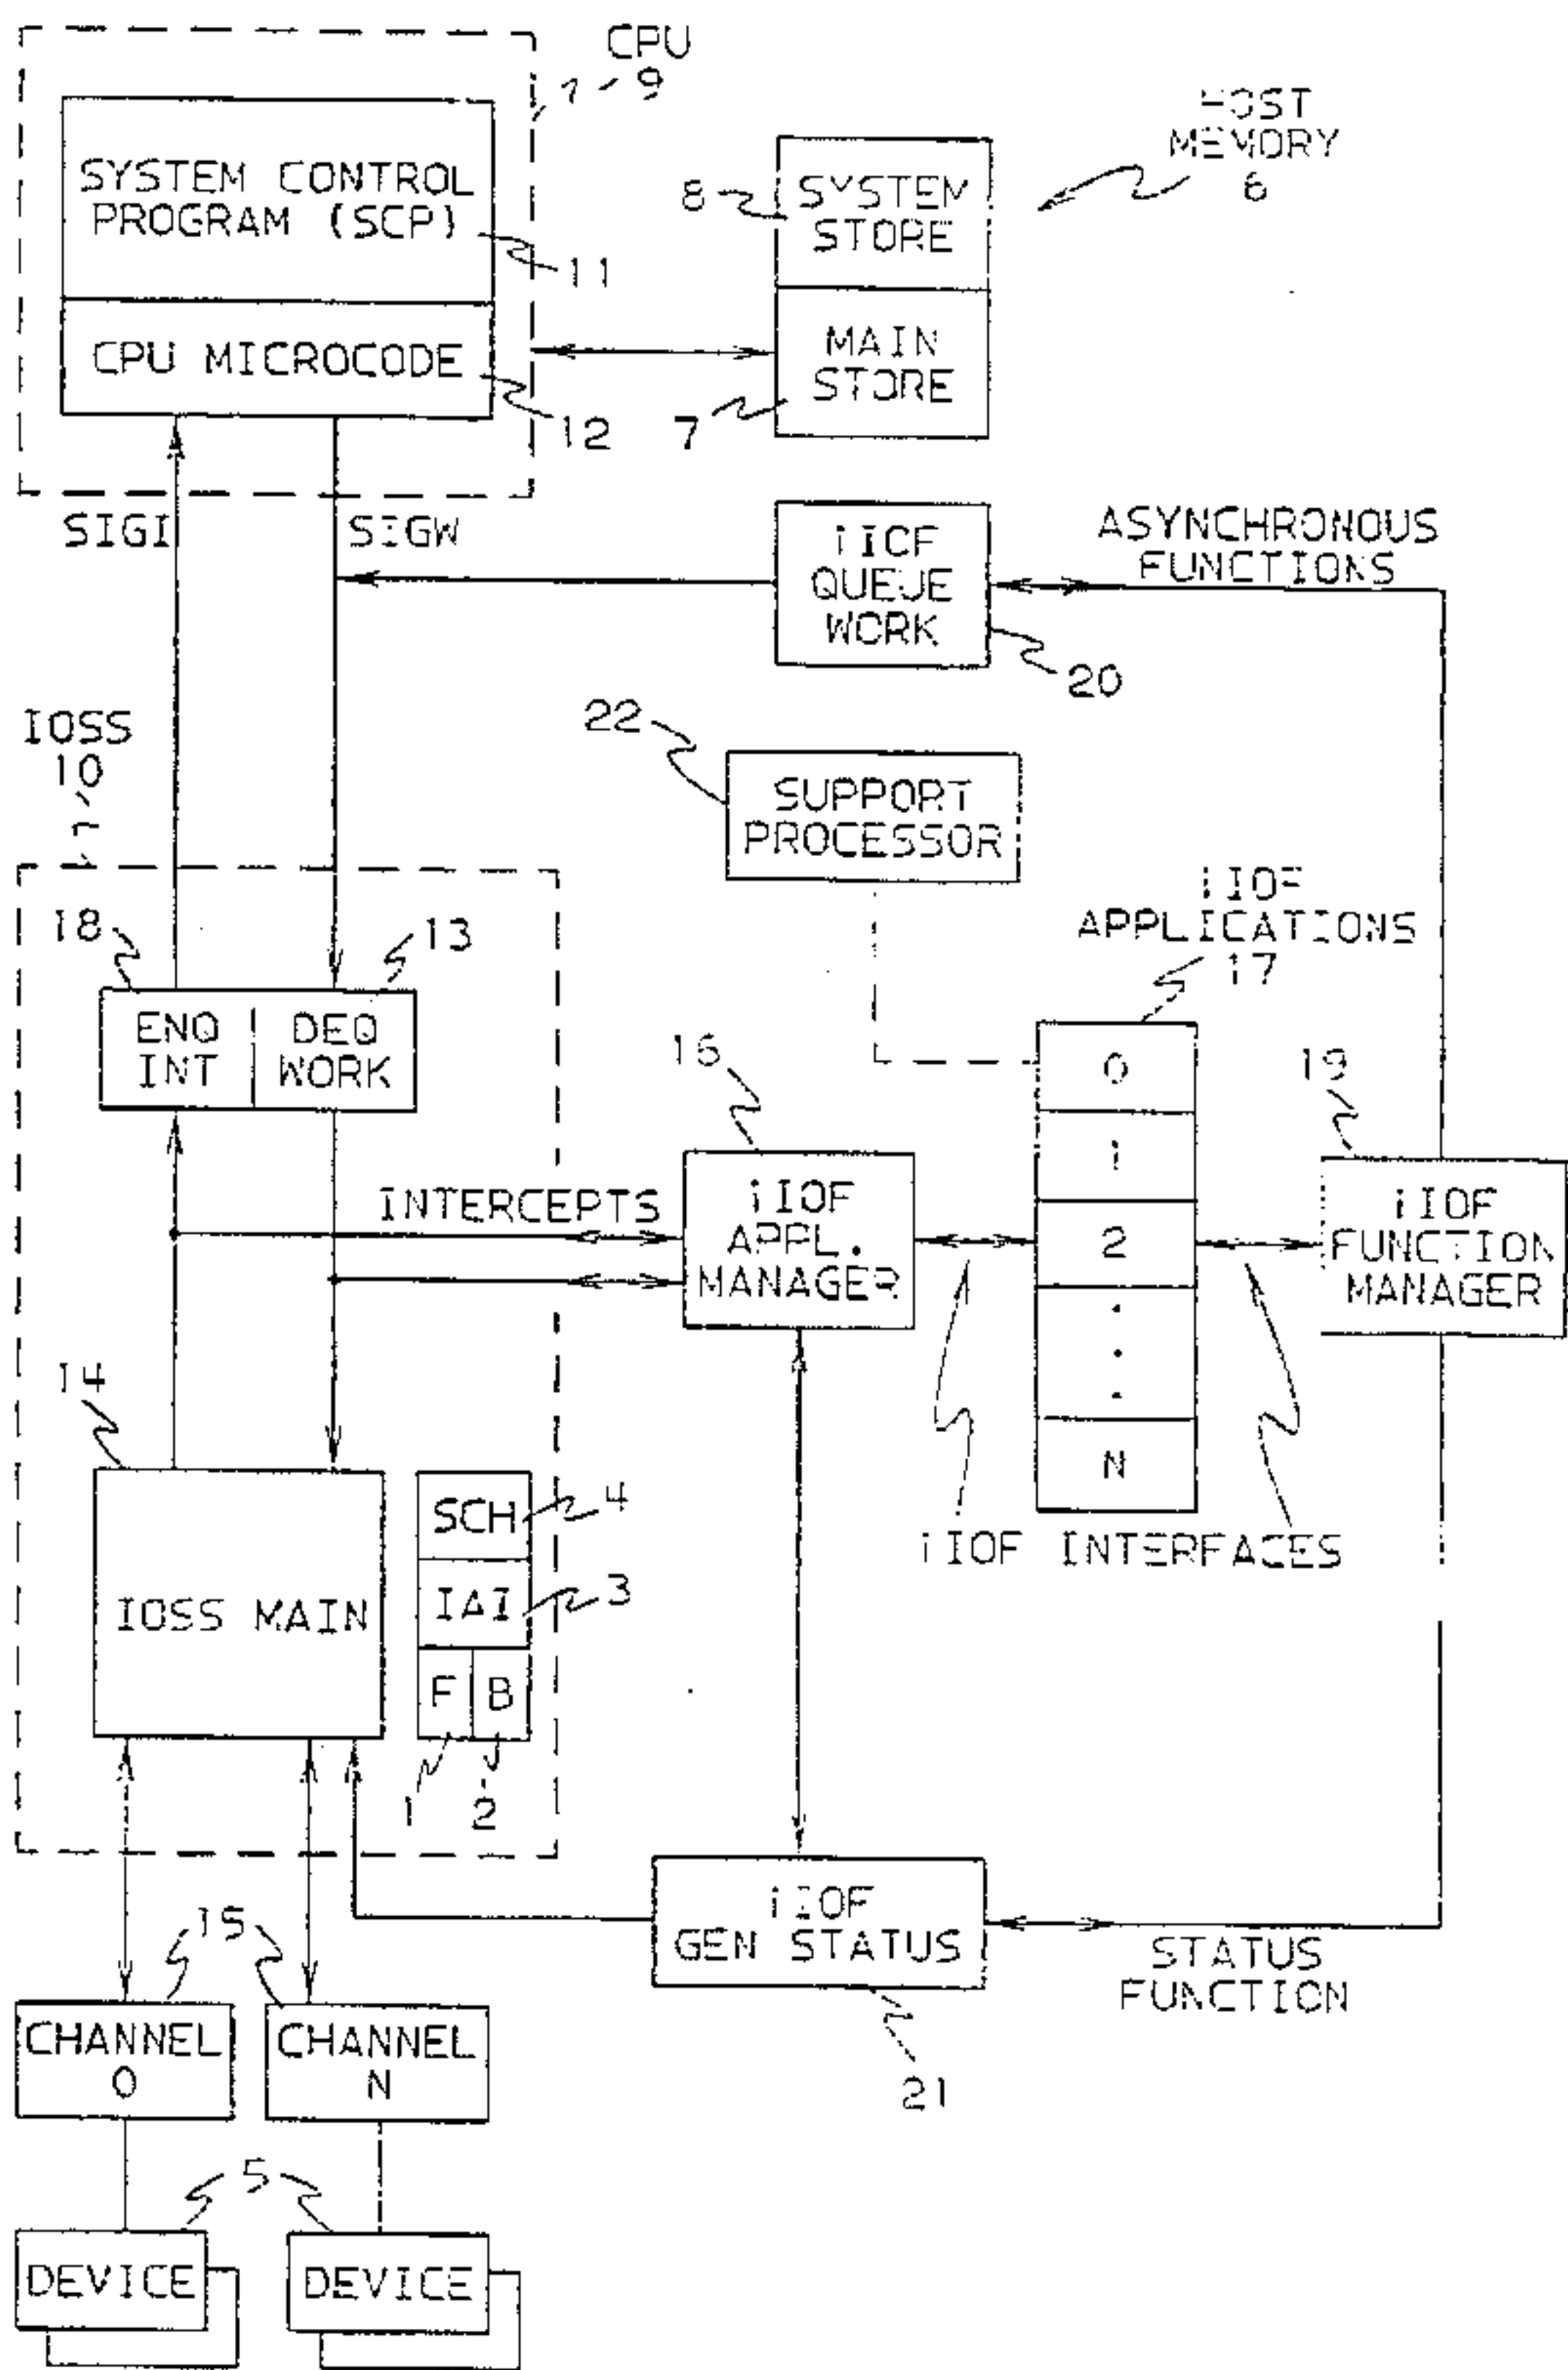 CPU
9
SYSTEM CONTROL
PROGRAM (SCP)
11
CPU MICROCODE
12
HOST
MEMORY
6
8
SYSTEM
STORE
MAIN
STORE
7
SIGI
SIGW
iICF
QUEUE
WORK
20
ASYNCHRONOUS
FUNCTIONS
IOSS
10
22
SUPPORT
PROCESSOR
18
13
ENQ
INT
DEQ
WORK
iIOF
APPLICATIONS
17
0
1
2
.
.
.
N
16
iIOF
APPL.
MANAGER
19
iIOF
FUNCTION
MANAGER
INTERCEPTS
iIOF INTERFACES
14
IOSS MAIN
SCH
4
IAI
3
F
B
1
2
iIOF
GEN STATUS
21
STATUS
FUNCTION
15
CHANNEL
0
CHANNEL
N
5
DEVICE
DEVICE